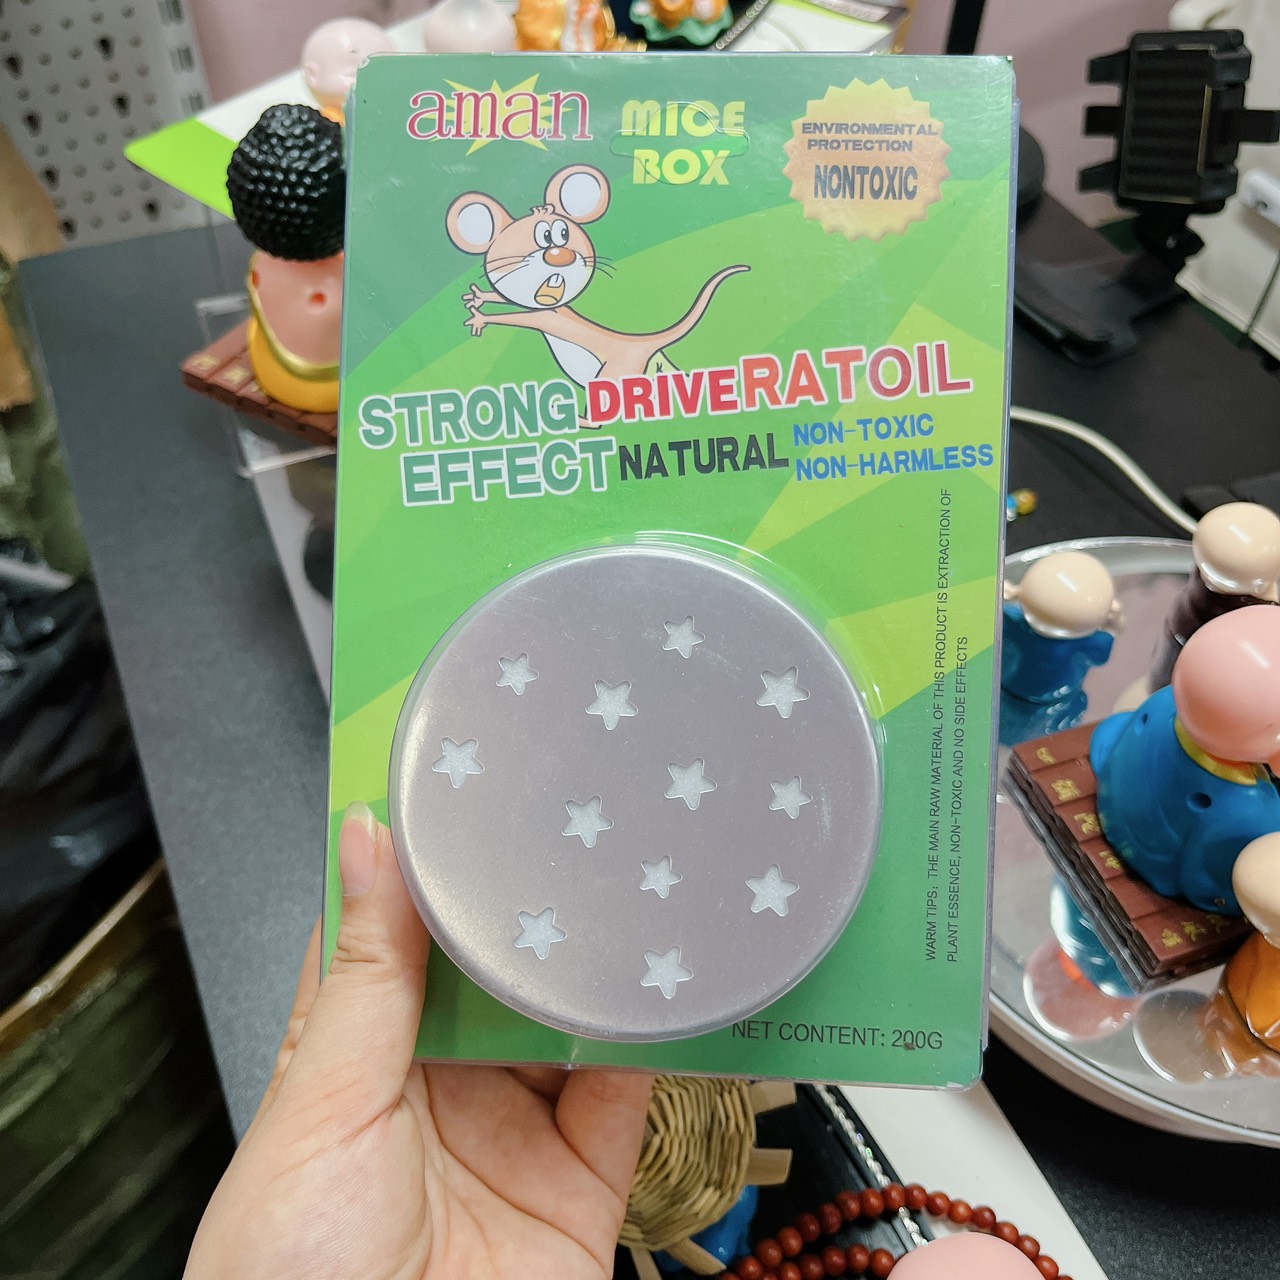 aman
MICE
BOX
ENVIRONMENTAL
PROTECTION
NONTOXIC
STRONG DRIVE RAT OIL
EFFECT NATURAL NON-TOXIC
NON-HARMLESS
WARM TIPS: THE MAIN RAW MATERIAL OF THIS PRODUCT IS EXTRACTION OF
PLANT ESSENCE, NON-TOXIC AND NO SIDE EFFECTS
NET CONTENT: 200G